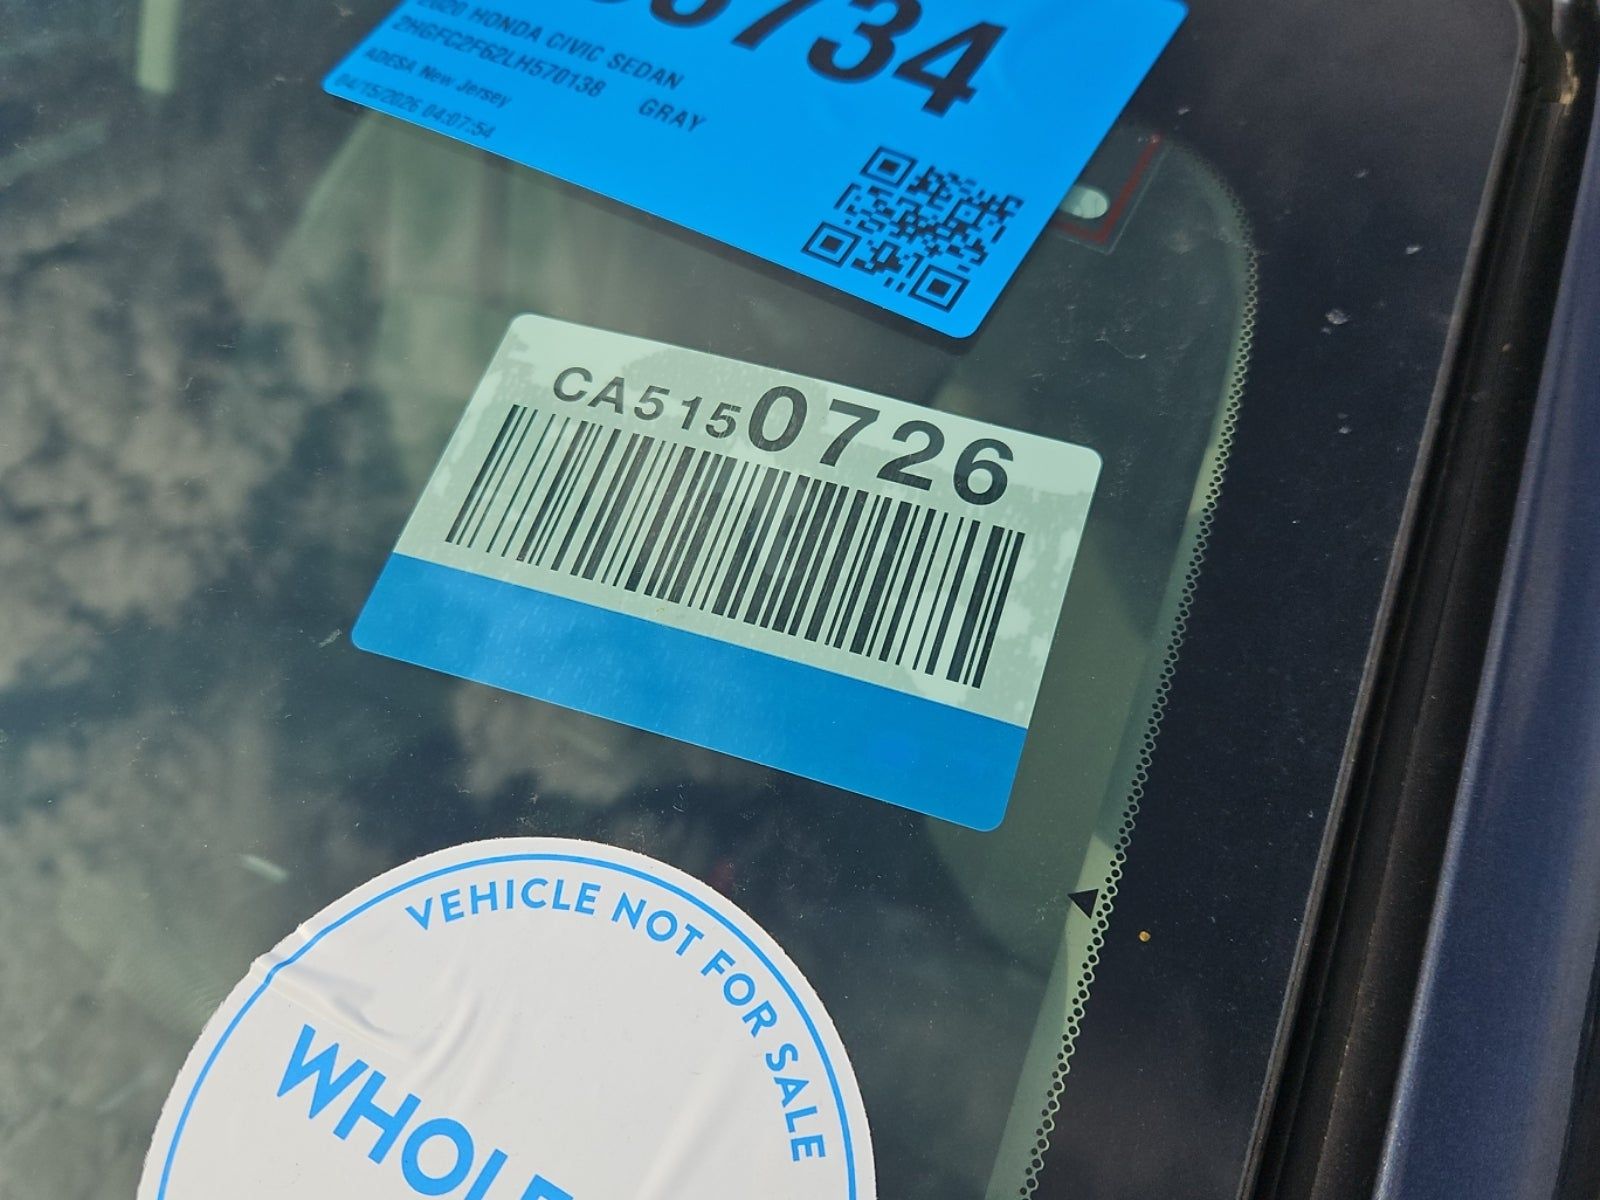 734
2020 HONDA CIVIC SEDAN
2HGFC2F62LH570138 GRAY
ADESA New Jersey
04/15/2026 04:07:54
CA5150726
VEHICLE NOT FOR SALE